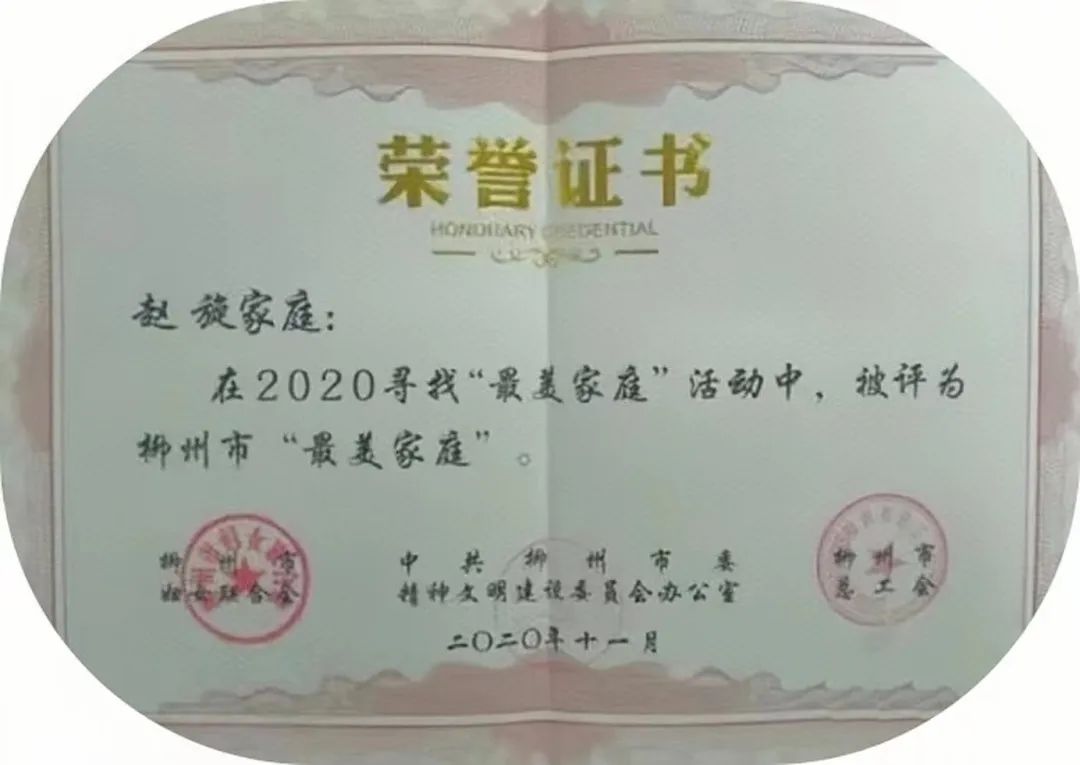 荣誉证书
HONOURARY CREDENTIAL
赵 旋家庭：
在2020寻找“最美家庭”活动中，被评为
柳州市“最美家庭”。
柳州市 中共柳州市委 柳州市
妇女联合会 精神文明建设委员会办公室 总工会
二〇二〇年十一月